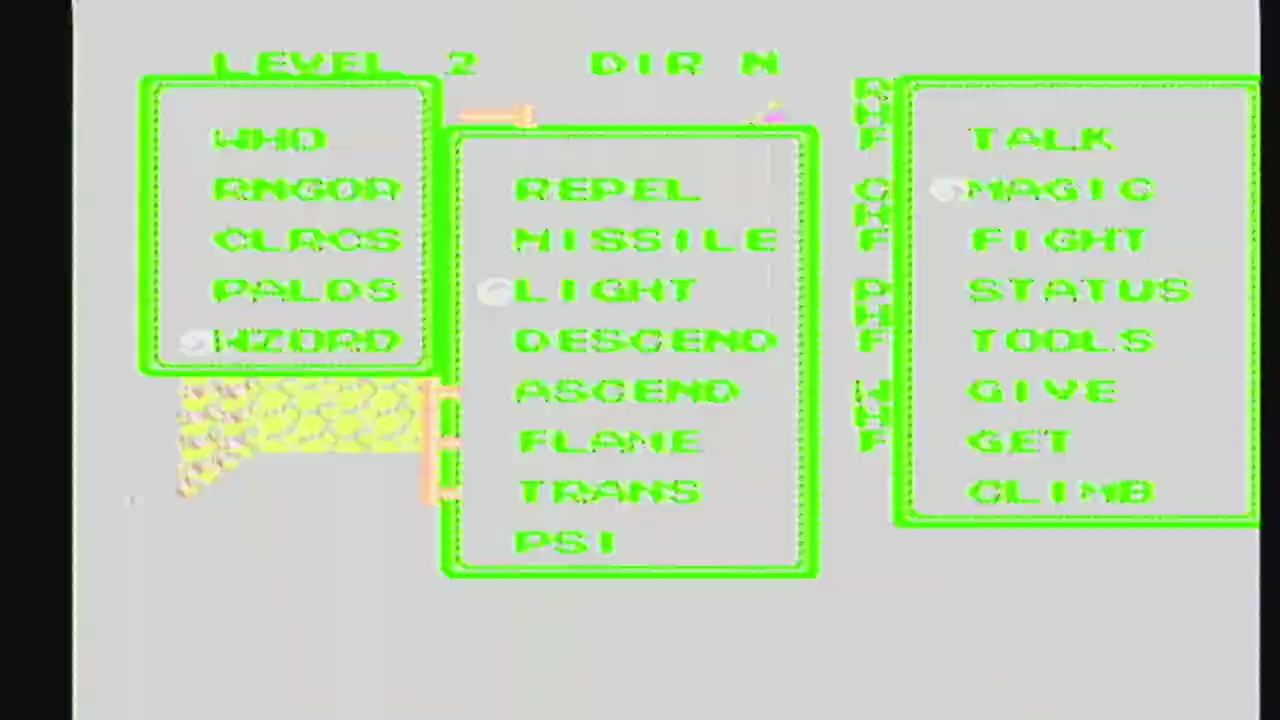 LEVEL 2 DIR N
WHO
ANGOR
PALOS
WIZORD
REPEL
MISSILE
LIGHT
DESCEND
ASCEND
FLAME
TRANS
PSI
TALK
MAGIC
FIGHT
STATUS
TOOLS
GIVE
GET
CLIMB